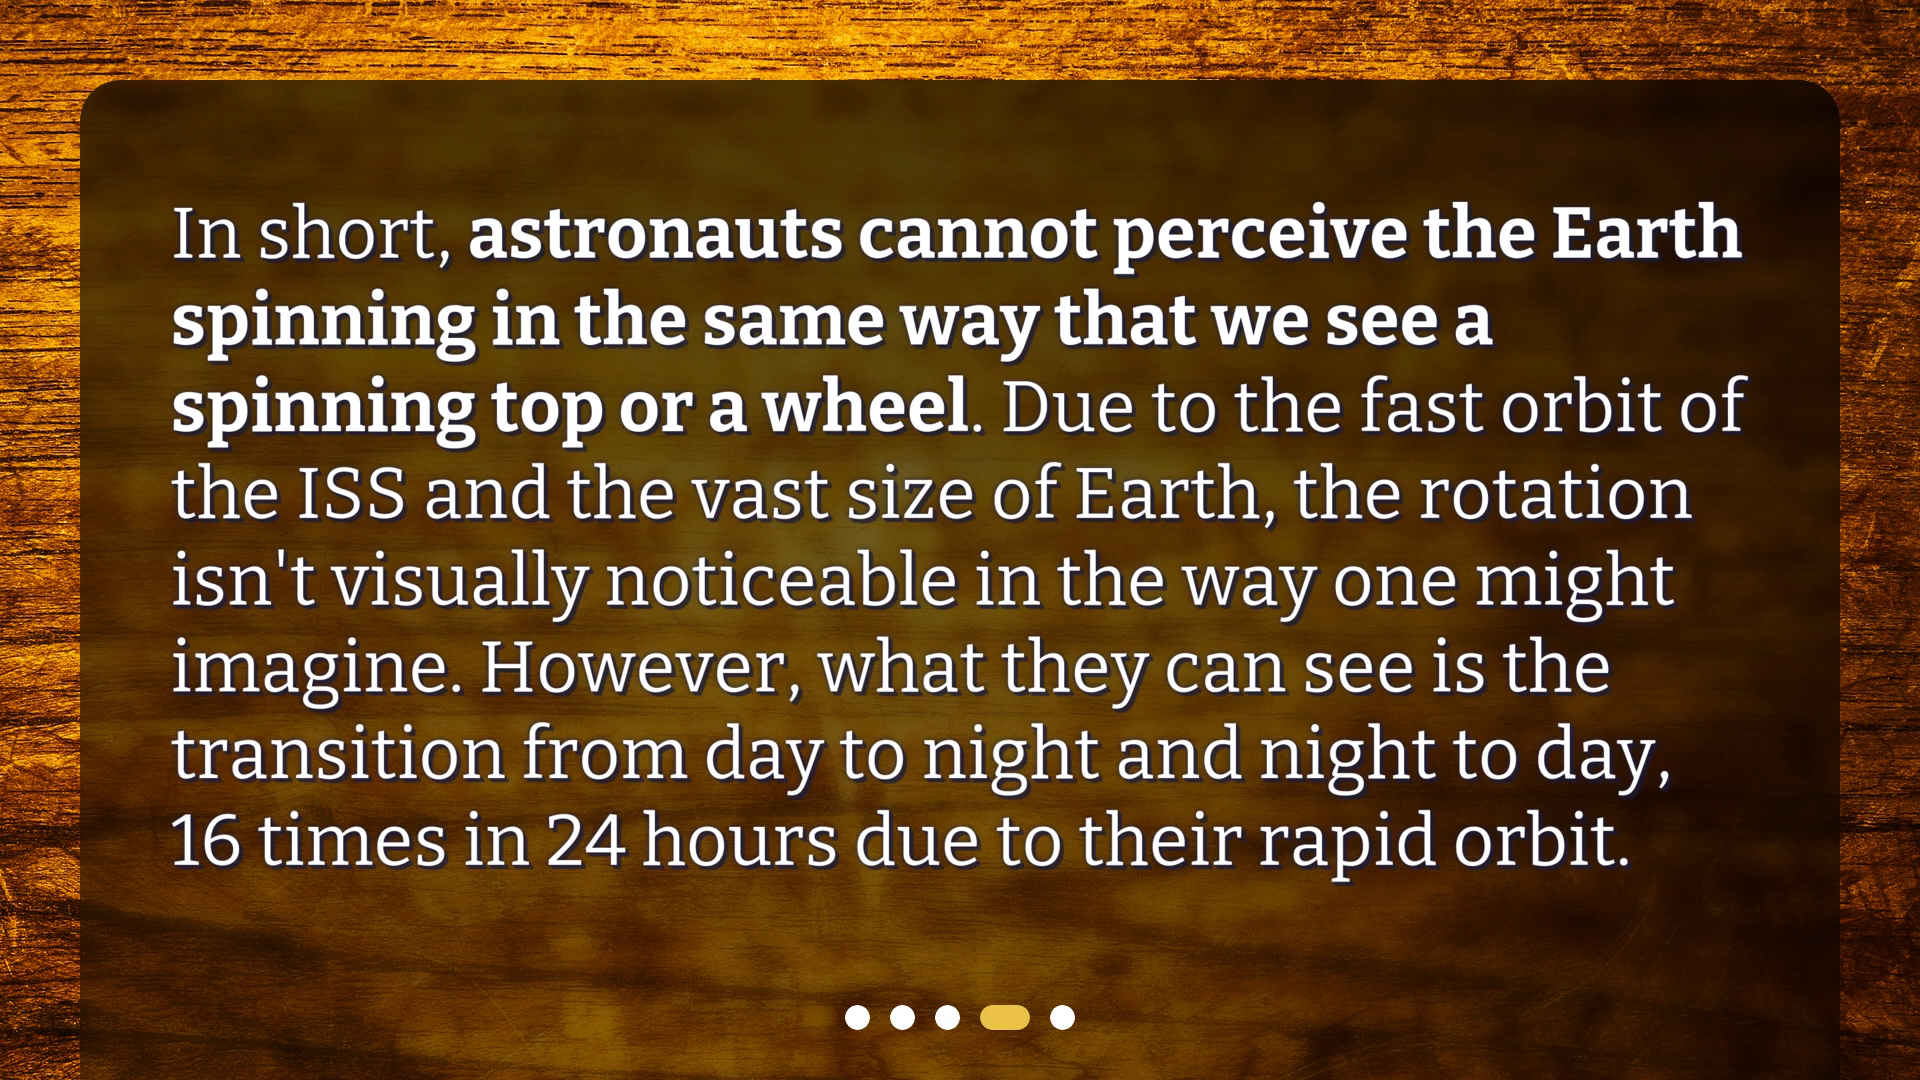 In short, astronauts cannot perceive the Earth
spinning in the same way that we see a
spinning top or a wheel. Due to the fast orbit of
the ISS and the vast size of Earth, the rotation
isn't visually noticeable in the way one might
imagine. However, what they can see is the
transition from day to night and night to day,
16 times in 24 hours due to their rapid orbit.